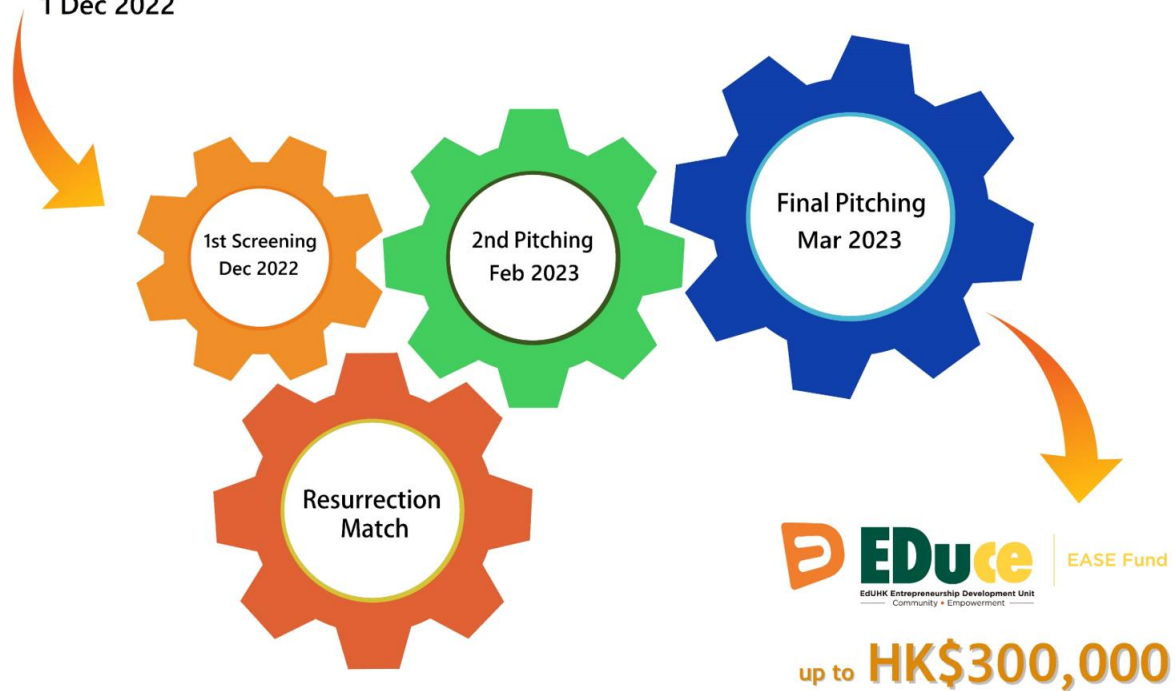 1 Dec 2022
1st Screening
Dec 2022
2nd Pitching
Feb 2023
Final Pitching
Mar 2023
Resurrection
Match
EDuce
EASE Fund
EdUHK Entrepreneurship Development Unit
Community • Empowerment
up to HK$300,000